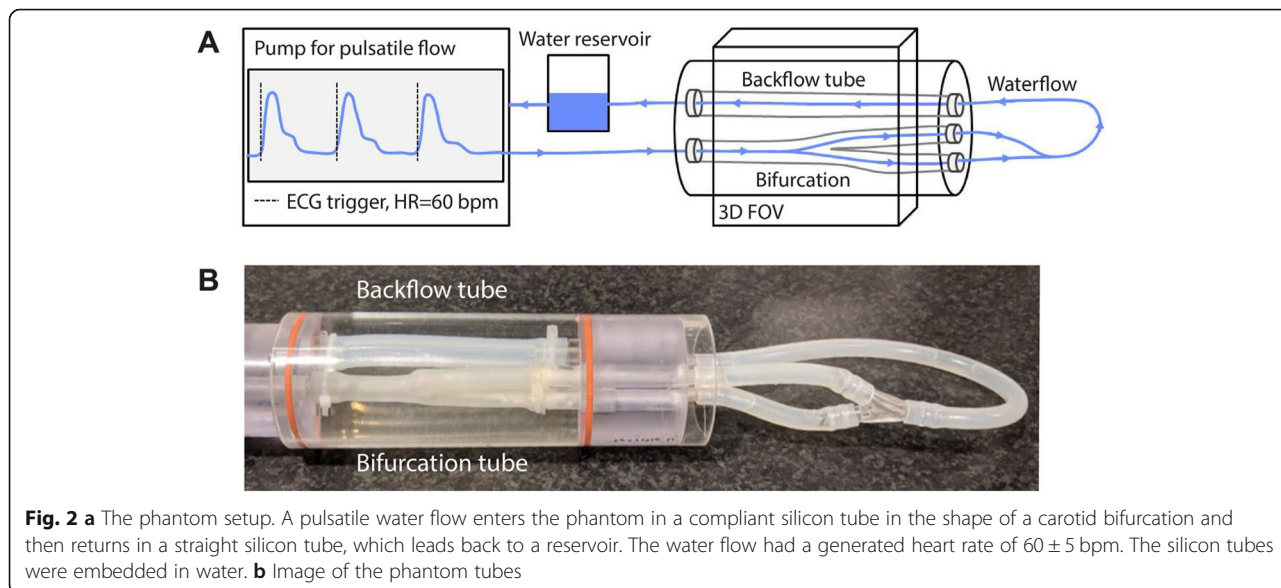 A
Pump for pulsatile flow
ECG trigger, HR=60 bpm
Water reservoir
Backflow tube
Bifurcation
3D FOV
Waterflow
B
Backflow tube
Bifurcation tube
Fig. 2 a The phantom setup. A pulsatile water flow enters the phantom in a compliant silicon tube in the shape of a carotid bifurcation and
then returns in a straight silicon tube, which leads back to a reservoir. The water flow had a generated heart rate of 60 ± 5 bpm. The silicon tubes
were embedded in water. b Image of the phantom tubes